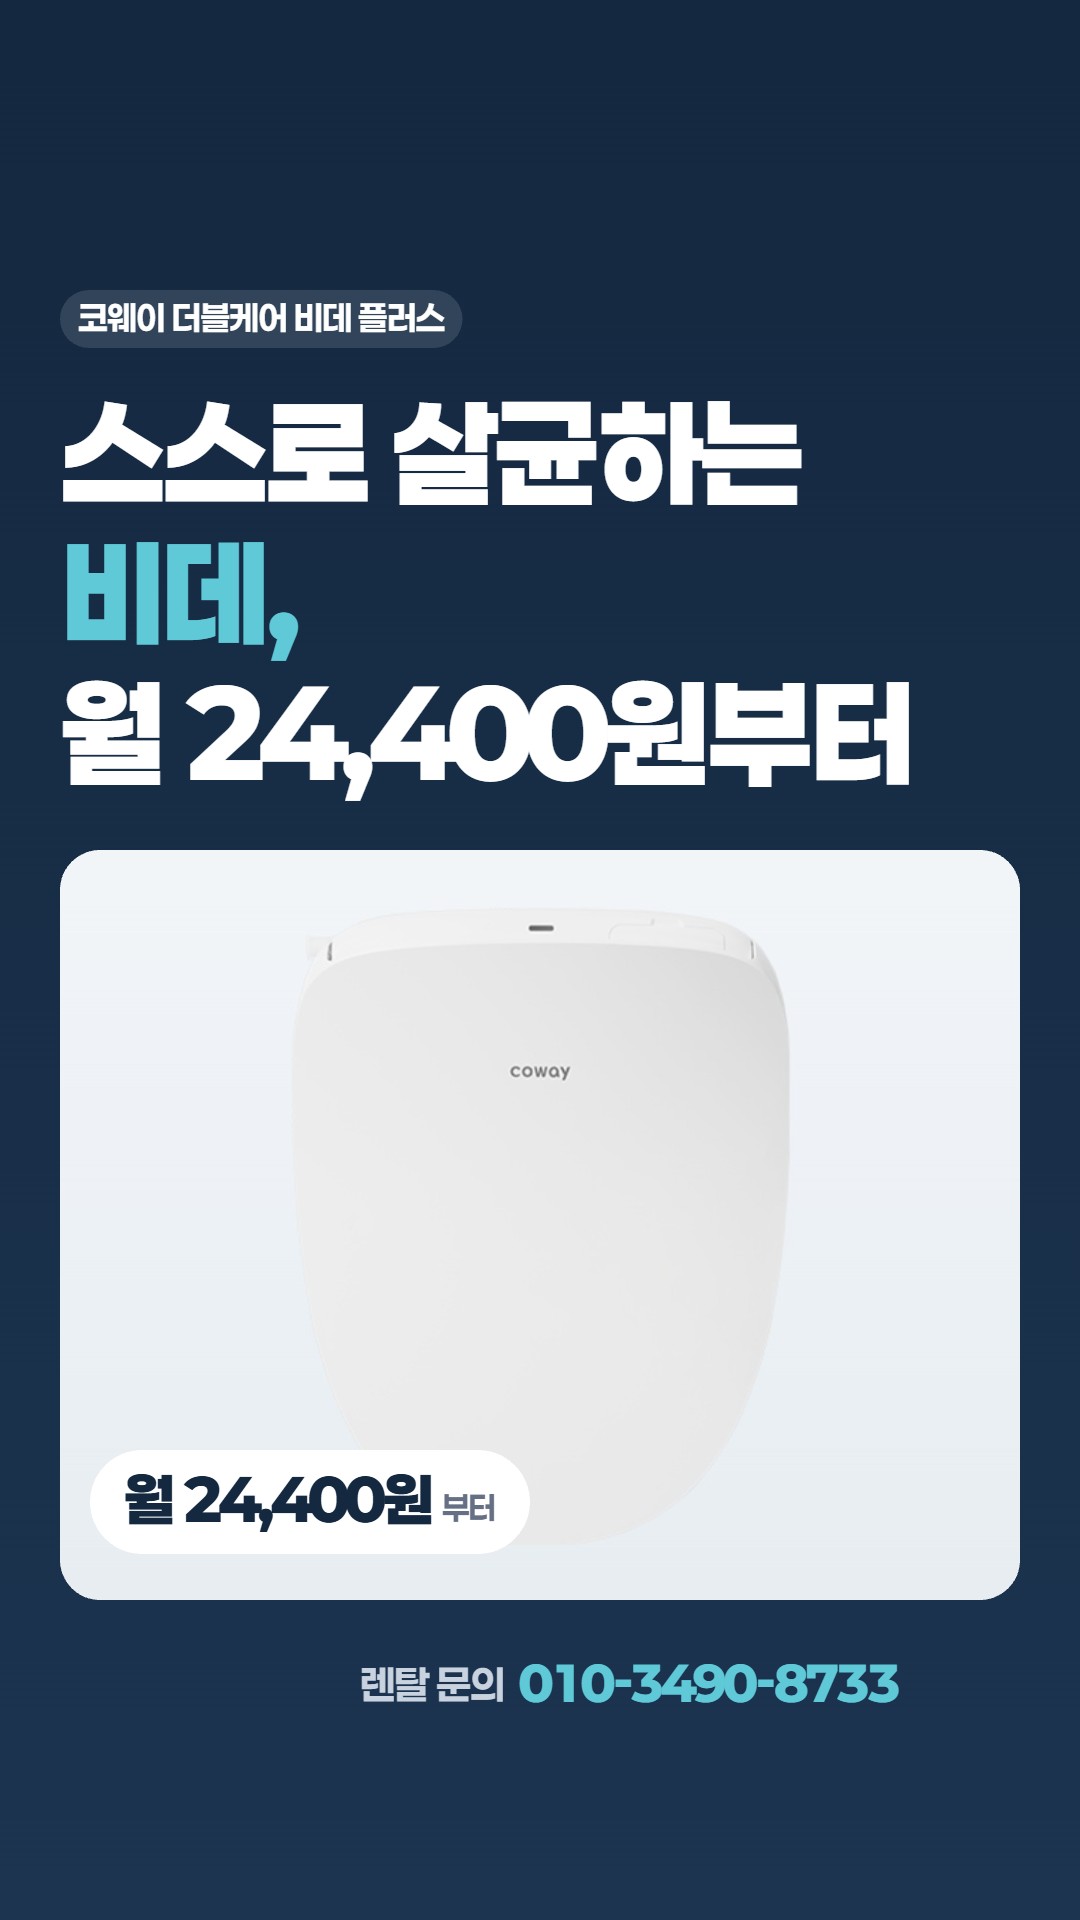 코웨이 더블케어 비데 플러스
스스로 살균하는
비데,
월 24,400원부터
coway
월 24,400원 부터
렌탈 문의 010-3490-8733